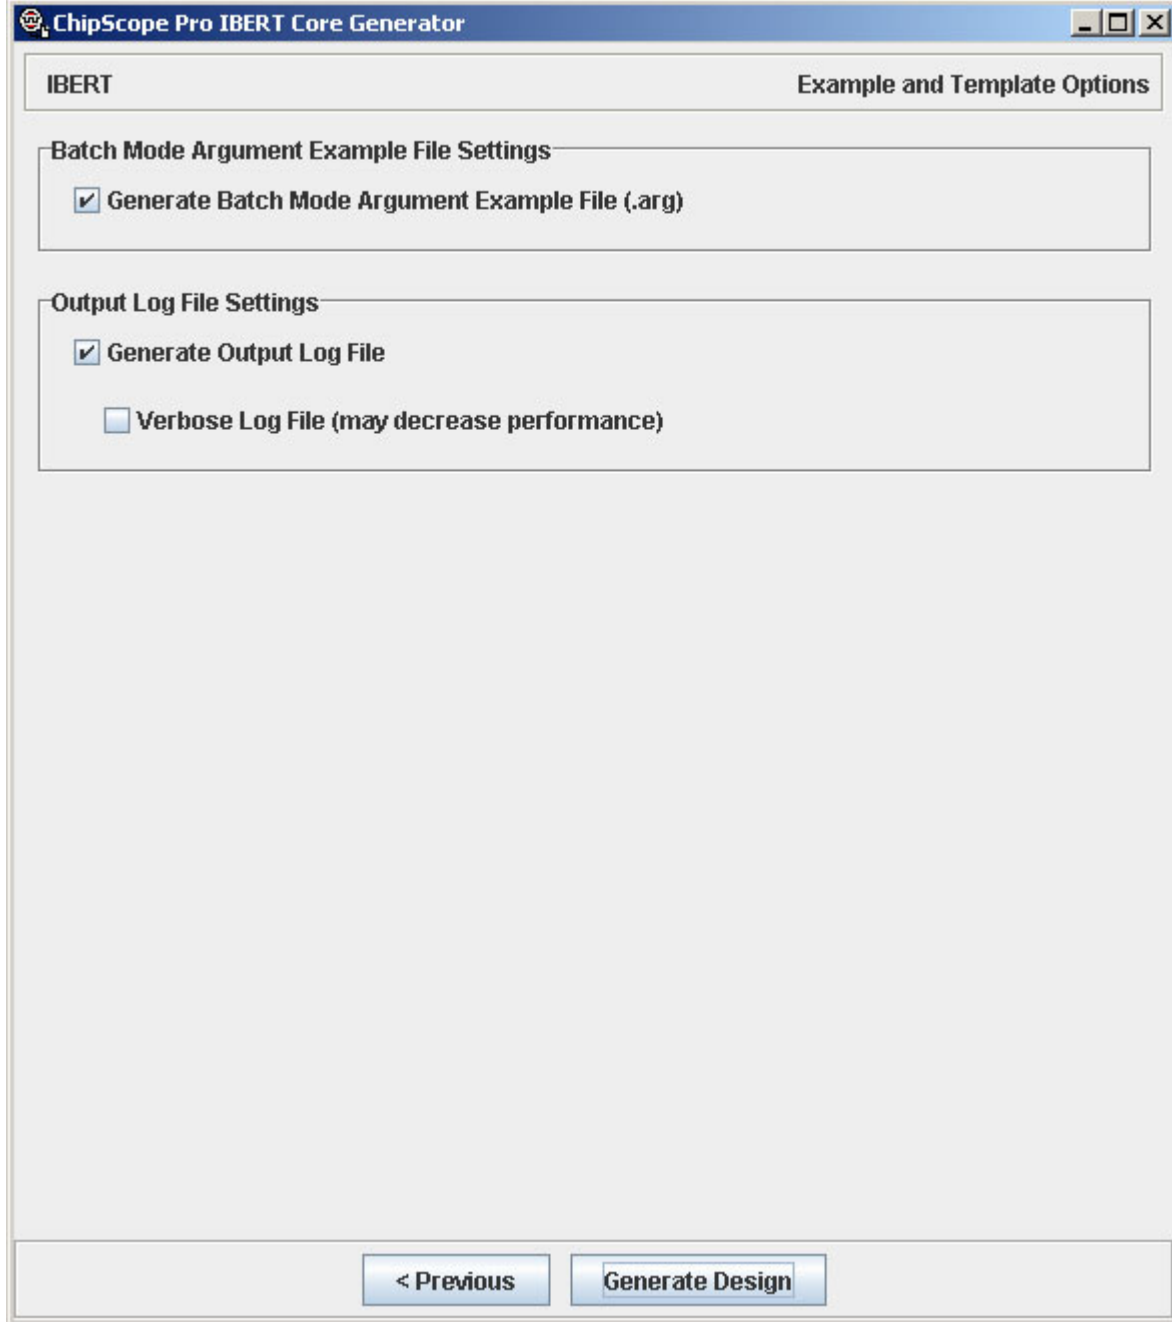 ChipScope Pro IBERT Core Generator
IBERT Example and Template Options
Batch Mode Argument Example File Settings
Generate Batch Mode Argument Example File (.arg)
Output Log File Settings
Generate Output Log File
Verbose Log File (may decrease performance)
< Previous Generate Design